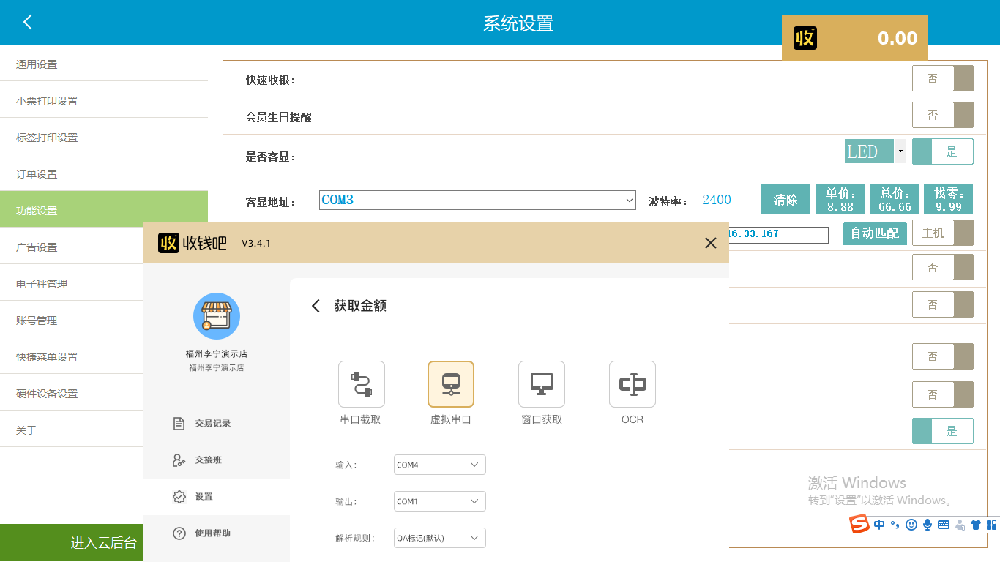 系统设置
收 0.00
通用设置
小票打印设置
标签打印设置
订单设置
功能设置
广告设置
电子秤管理
账号管理
快捷菜单设置
硬件设备设置
关于
进入云后台
快速收银： 否
会员生日提醒 否
是否客显： LED 是
客显地址： COM3 波特率： 2400 清除 单价： 8.88 总价： 66.66 找零： 9.99
16.33.167 自动匹配 主机
否
否
否
否
是
收 收钱吧 V3.4.1
福州李宁演示店
福州李宁演示店
交易记录
交接班
设置
使用帮助
获取金额
串口截取 虚拟串口 窗口获取 OCR
输入： COM4
输出： COM1
解析规则： QA标记(默认)
激活 Windows
转到"设置"以激活 Windows。
S 中